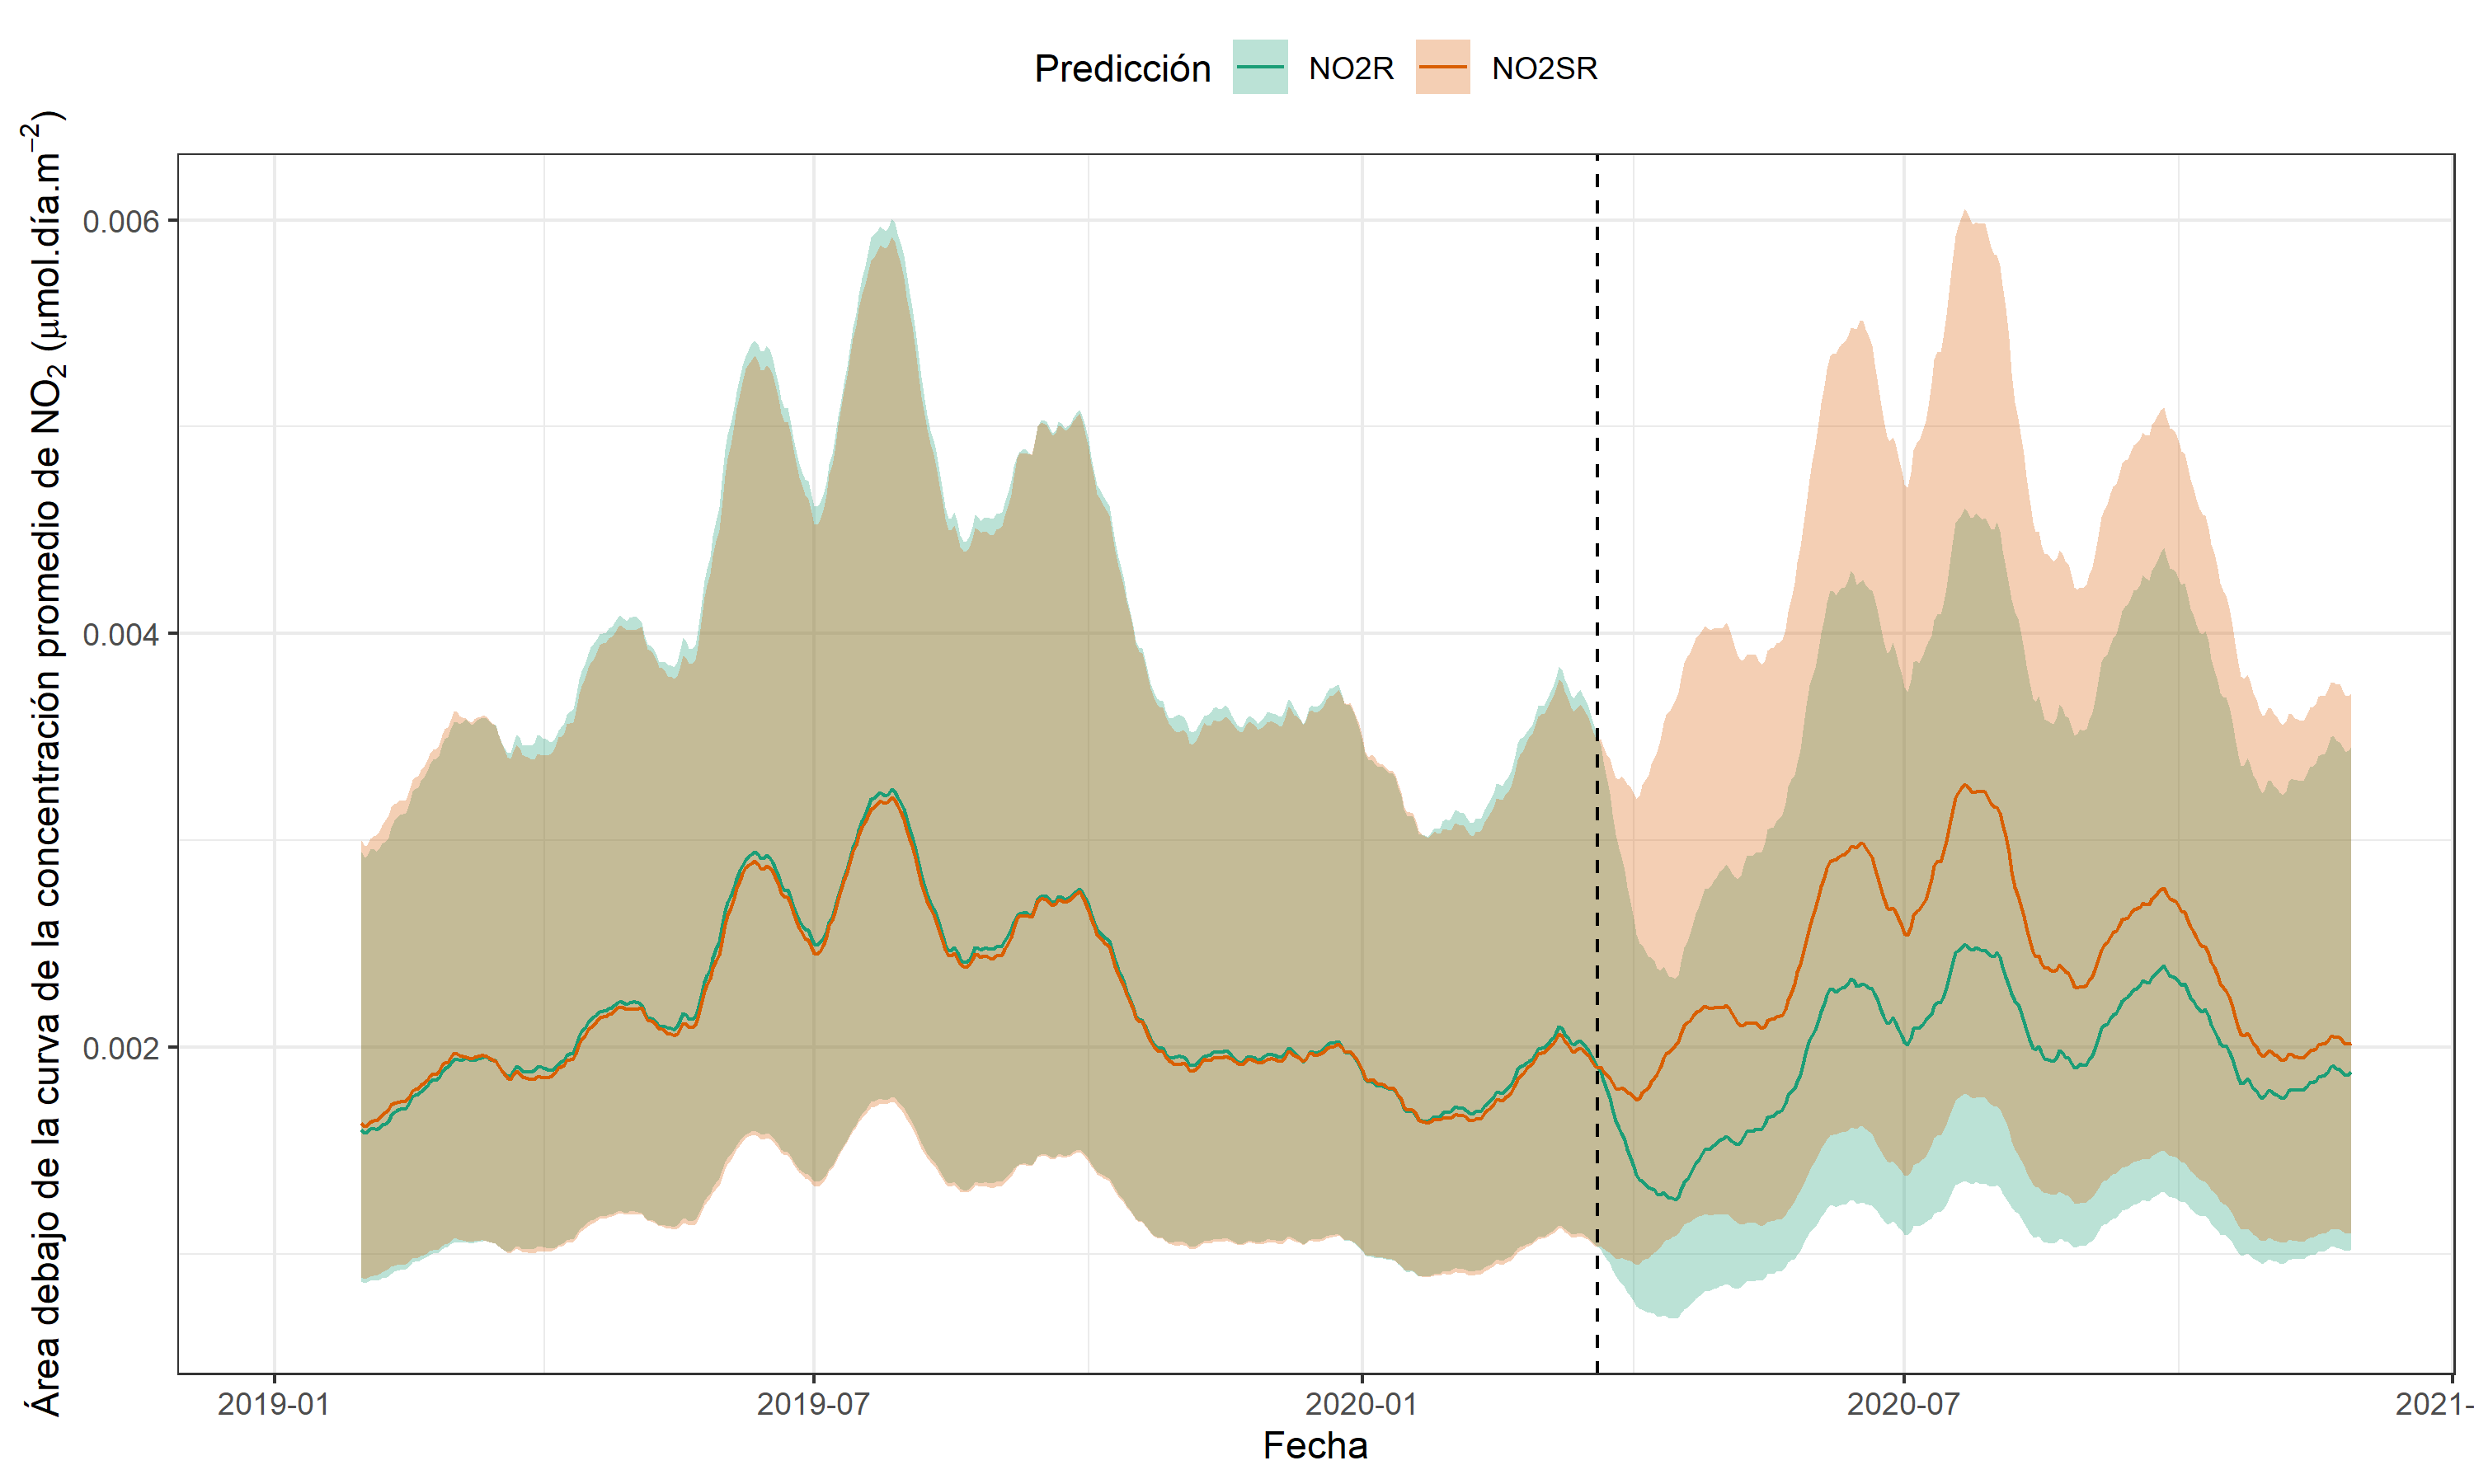 Predicción NO2R NO2SR
Área debajo de la curva de la concentración promedio de NO₂ (μmol.día.m⁻²)
0.006
0.004
0.002
2019-01 2019-07 2020-01 2020-07 2021-
Fecha